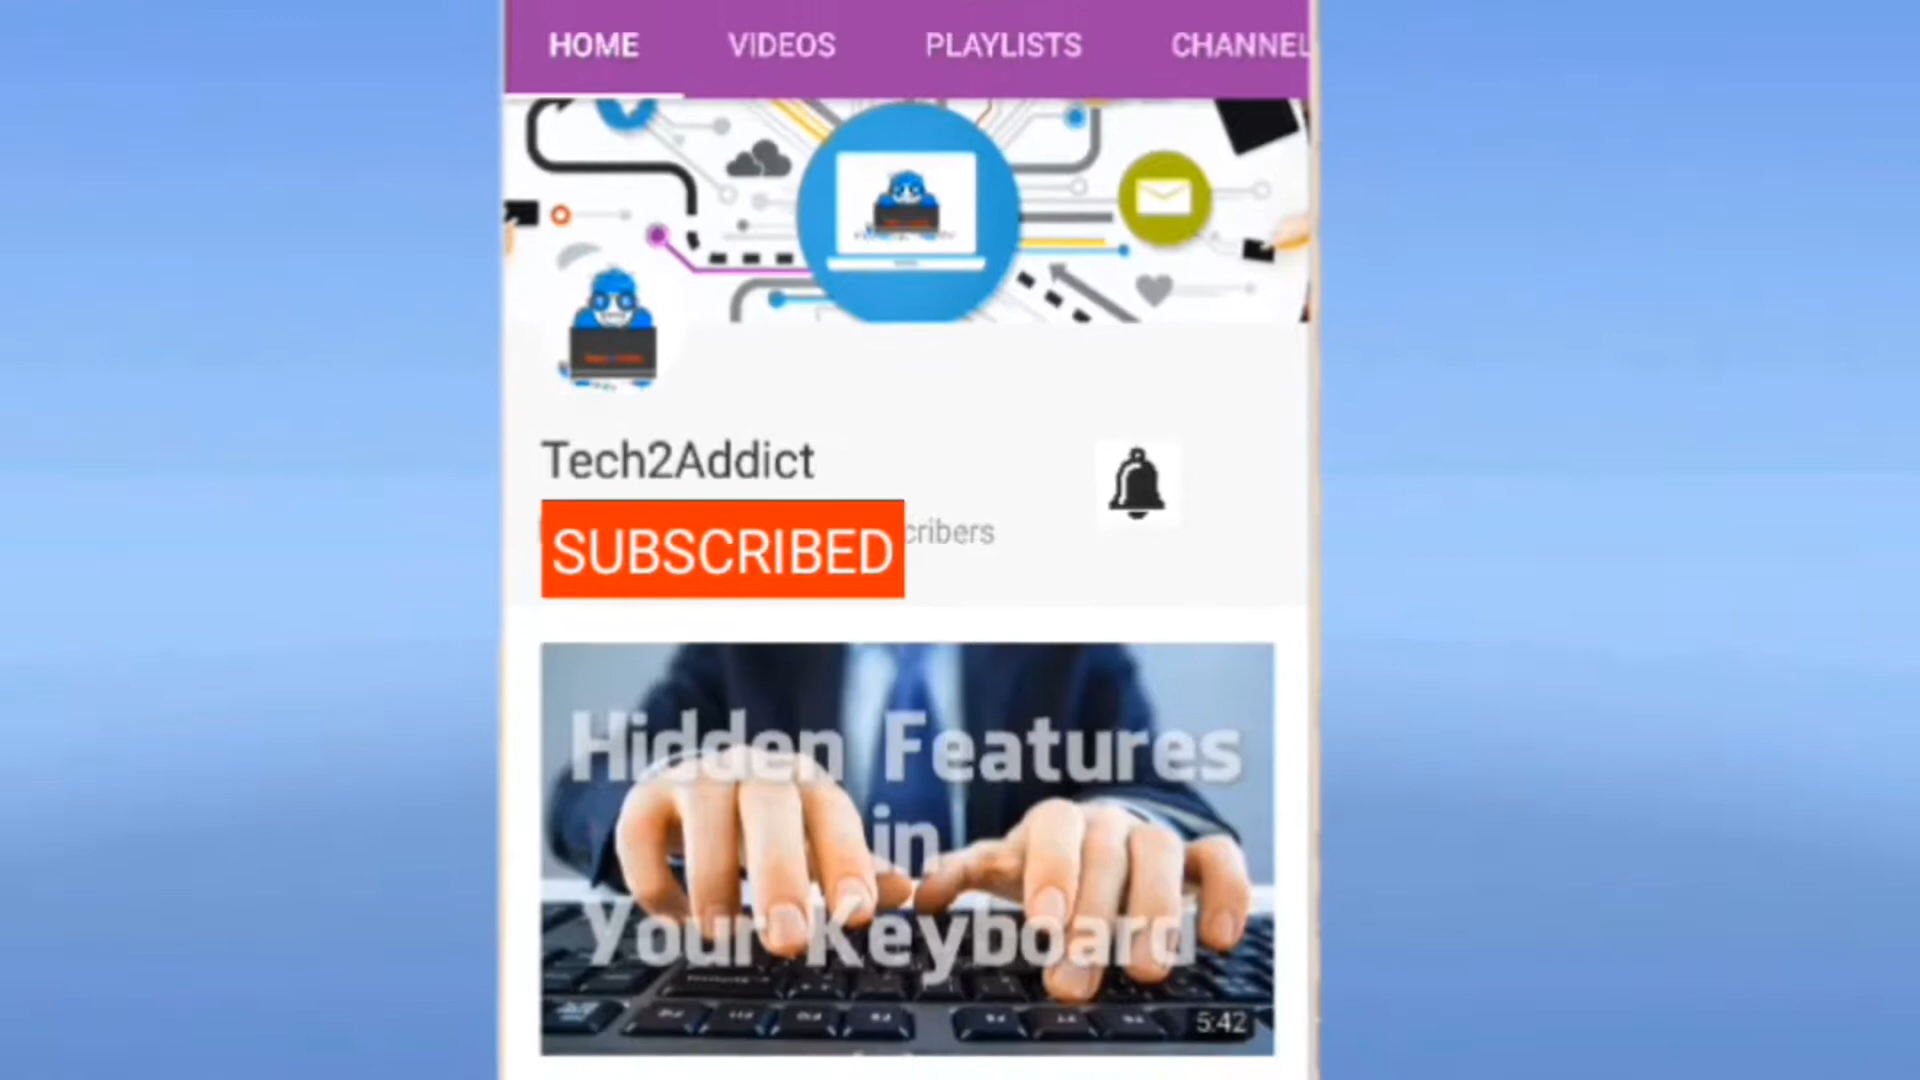 HOME VIDEOS PLAYLISTS CHANNEL
Tech2Addict
SUBSCRIBED cribers
Hidden Features
in
Your Keyboard
5:42